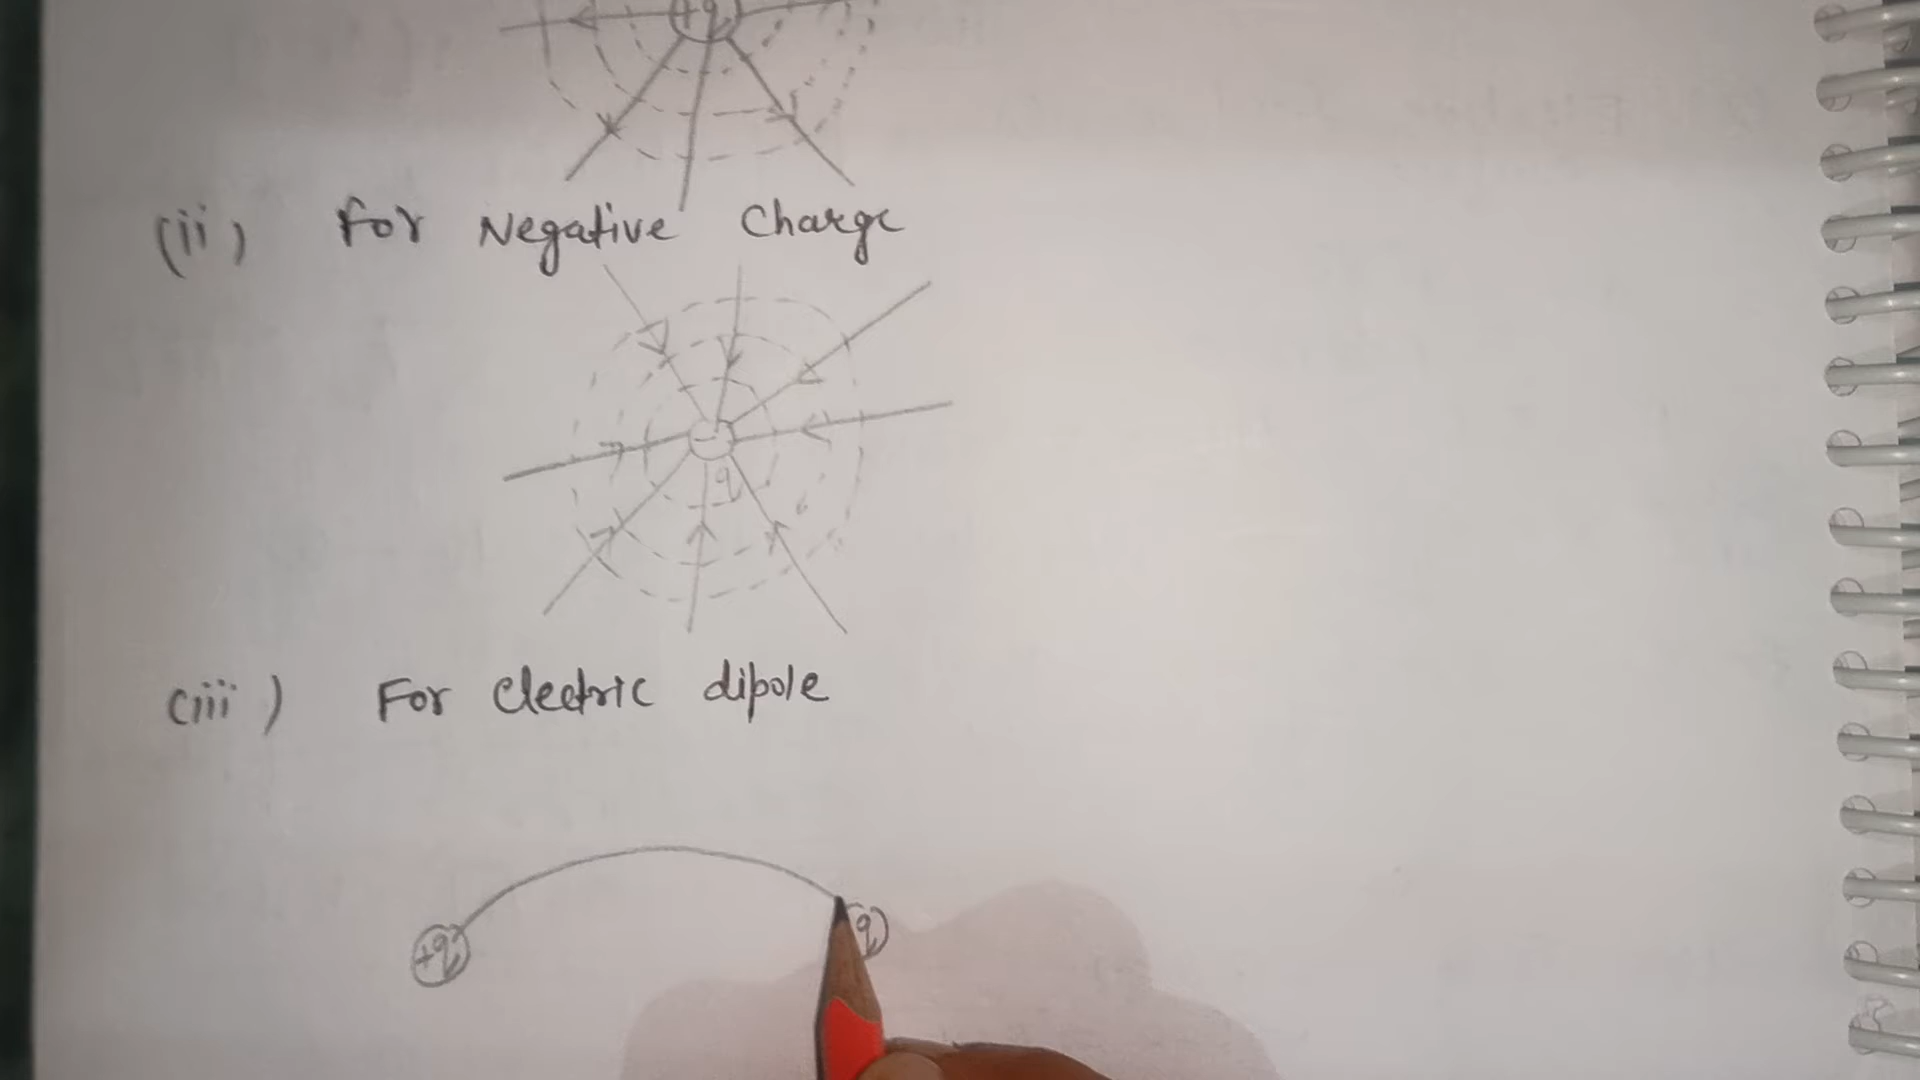 +q
(ii) For Negative Charge
-
q
(iii) For electric dipole
+q
q